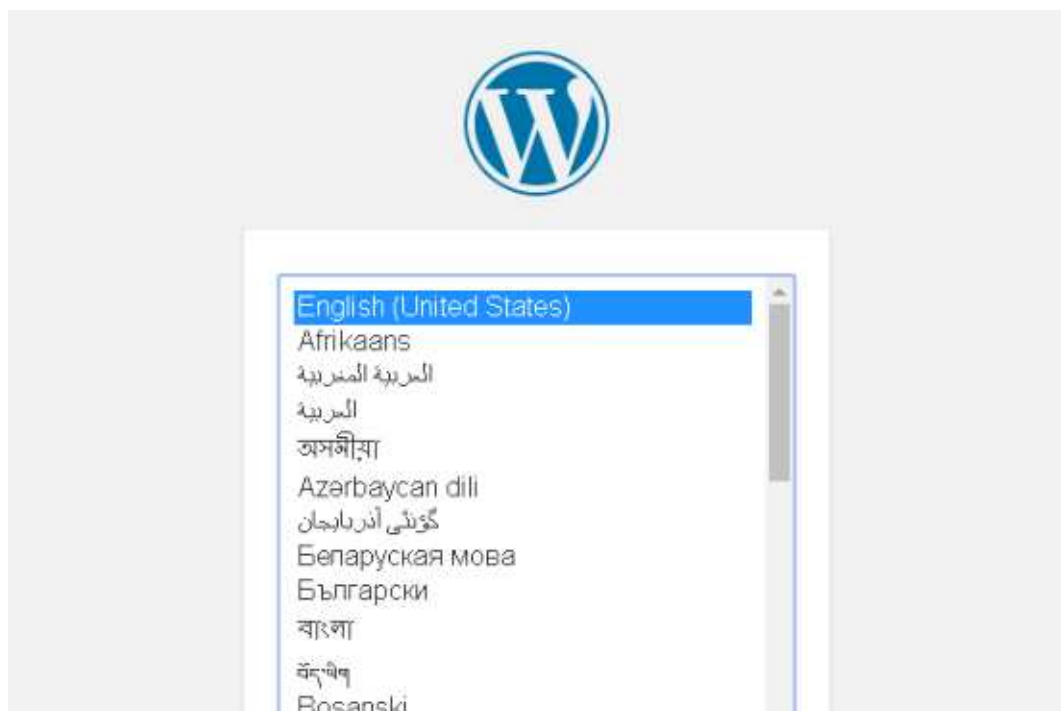 English (United States)
Afrikaans
العربية المغربية
العربية
অসমীয়া
Azərbaycan dili
گؤنئی آذربایجان
Беларуская мова
Български
বাংলা
བོད་ཡིག
Bosanski